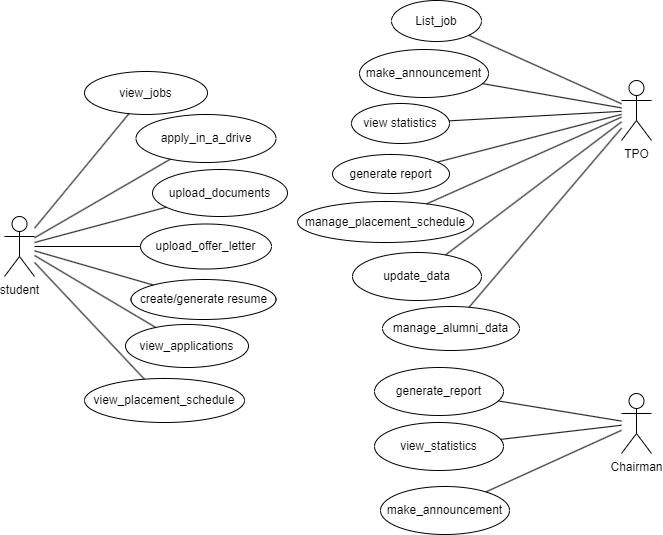 List_job
make_announcement
view statistics
generate report
manage_placement_schedule
update_data
manage_alumni_data
TPO
view_jobs
apply_in_a_drive
upload_documents
upload_offer_letter
create/generate resume
view_applications
view_placement_schedule
student
generate_report
view_statistics
make_announcement
Chairman